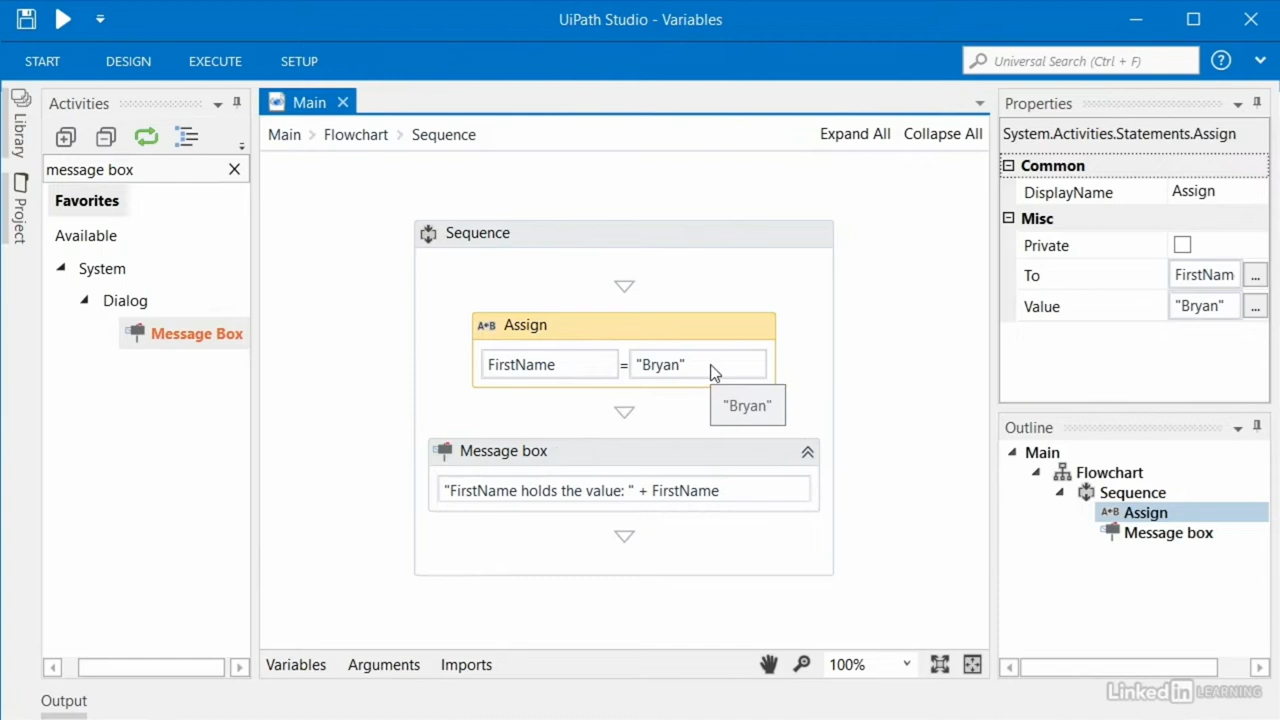 UiPath Studio - Variables
START DESIGN EXECUTE SETUP
Universal Search (Ctrl + F)
?
Library
Project
Activities
message box
Favorites
Available
System
Dialog
Message Box
Main
Main > Flowchart > Sequence
Expand All Collapse All
Sequence
A+B Assign
FirstName = "Bryan"
"Bryan"
Message box
"FirstName holds the value: " + FirstName
Variables Arguments Imports
100%
Properties
System.Activities.Statements.Assign
Common
DisplayName Assign
Misc
Private
To FirstNam ...
Value "Bryan" ...
Outline
Main
Flowchart
Sequence
A+B Assign
Message box
Output
Linked in LEARNING